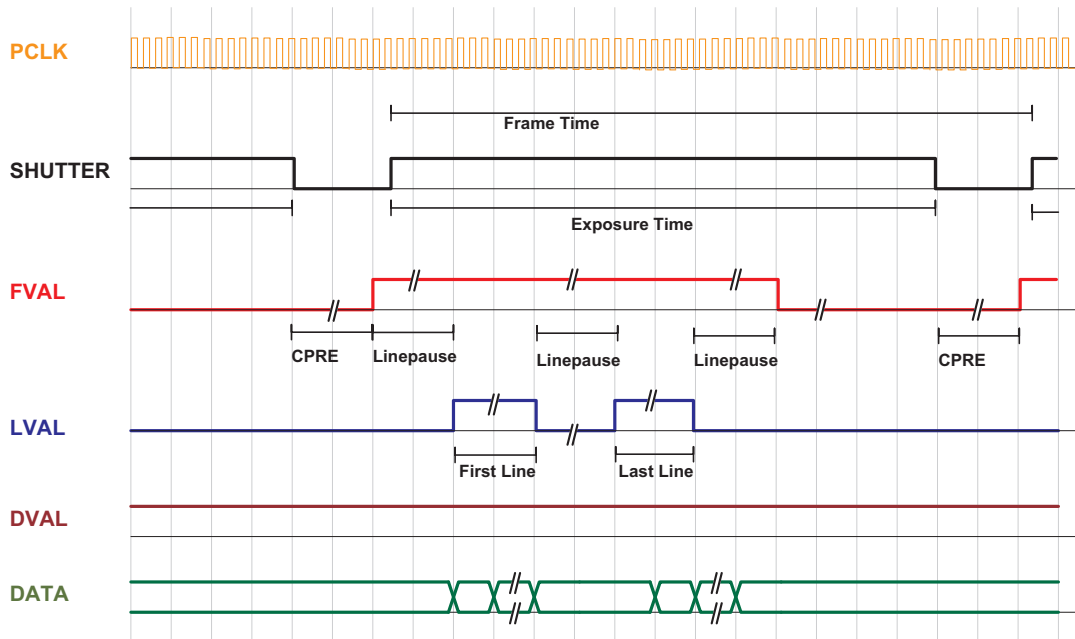 PCLK
Frame Time
SHUTTER
Exposure Time
FVAL
CPRE
Linepause
Linepause
Linepause
CPRE
LVAL
First Line
Last Line
DVAL
DATA